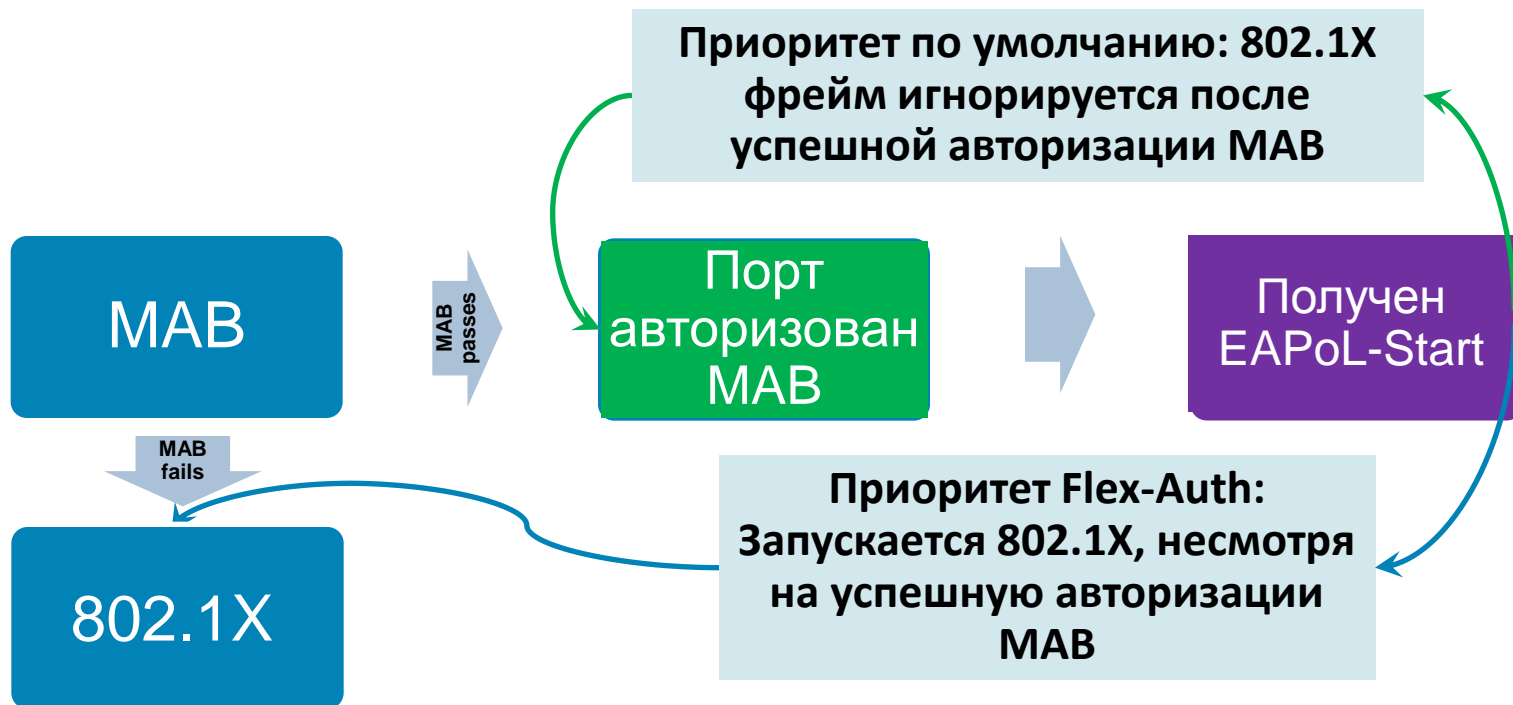 Приоритет по умолчанию: 802.1X
фрейм игнорируется после
успешной авторизации MAB
MAB
MAB
passes
Порт
авторизован
MAB
Получен
EAPoL-Start
MAB
fails
802.1X
Приоритет Flex-Auth:
Запускается 802.1X, несмотря
на успешную авторизации
MAB